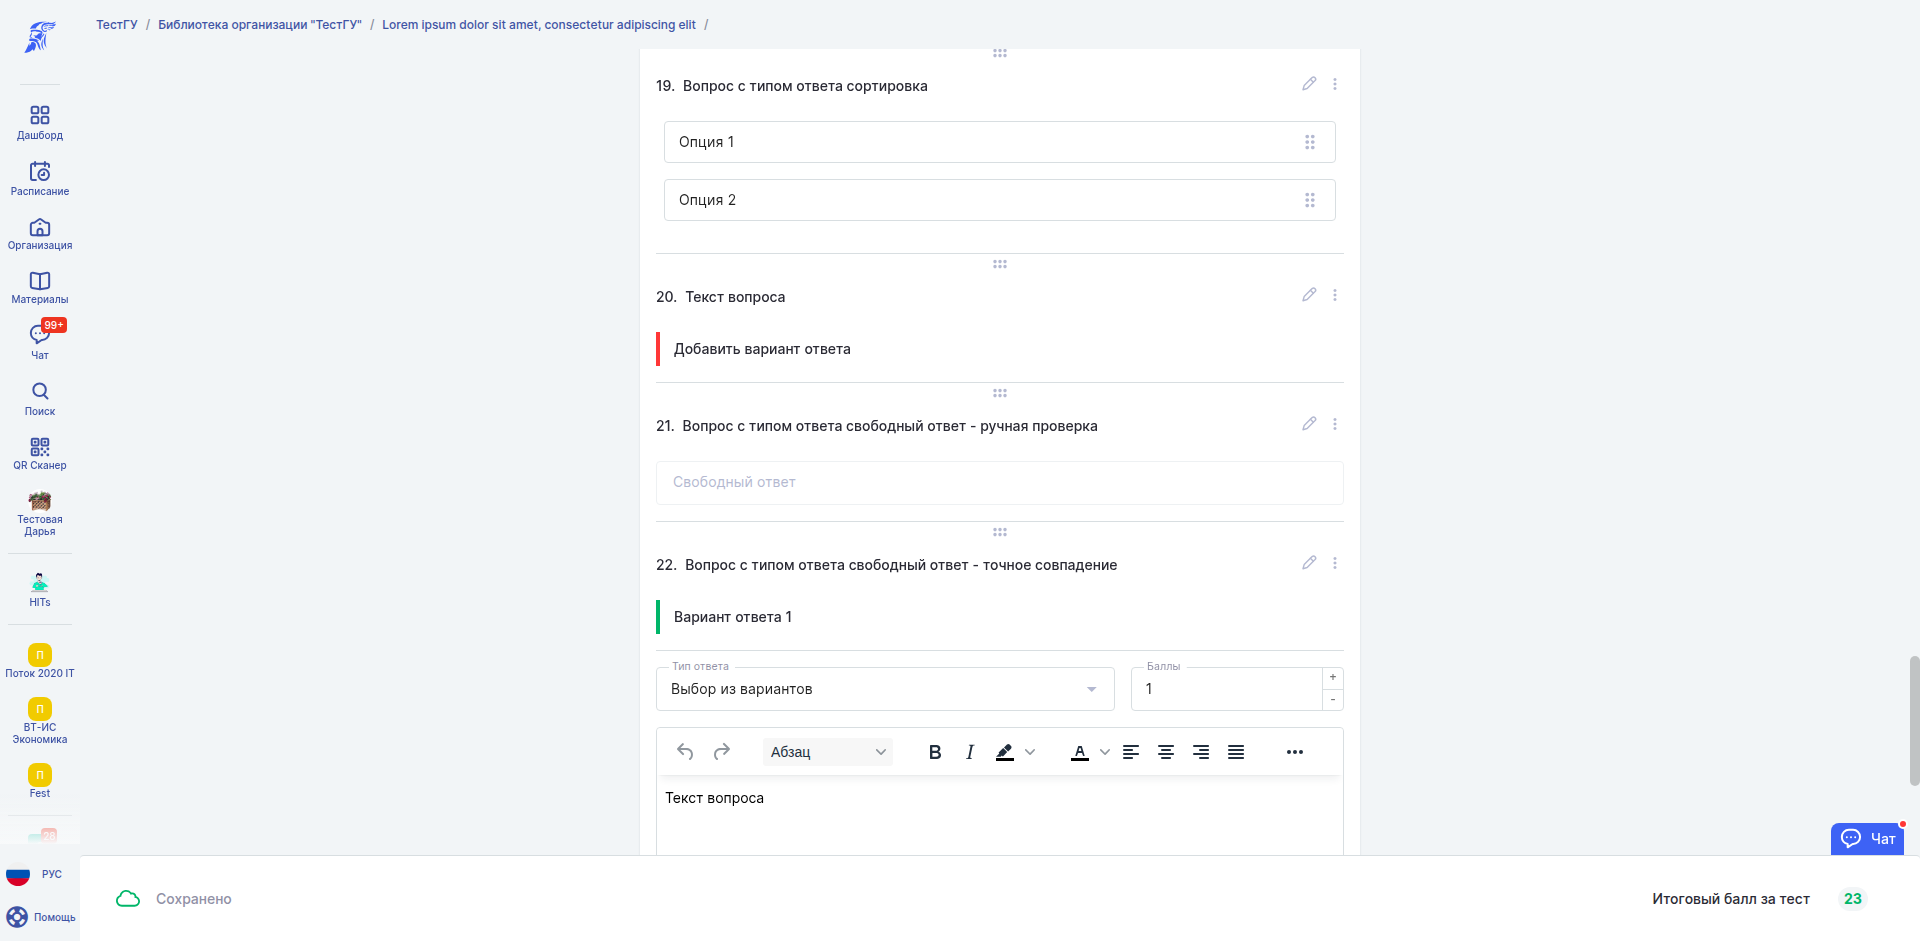 ТестГУ / Библиотека организации "ТестГУ" / Lorem ipsum dolor sit amet, consectetur adipiscing elit /
Дашборд
Расписание
Организация
Материалы
99+
Чат
Поиск
QR Сканер
Тестовая
Дарья
HITs
П
Поток 2020 IT
П
ВТ-ИС
Экономика
П
Fest
28
РУС
Помощь
19. Вопрос с типом ответа сортировка
Опция 1
Опция 2
20. Текст вопроса
Добавить вариант ответа
21. Вопрос с типом ответа свободный ответ - ручная проверка
Свободный ответ
22. Вопрос с типом ответа свободный ответ - точное совпадение
Вариант ответа 1
Тип ответа
Выбор из вариантов
Баллы
1
+
-
Абзац
B I A
Текст вопроса
Чат
Сохранено
Итоговый балл за тест 23